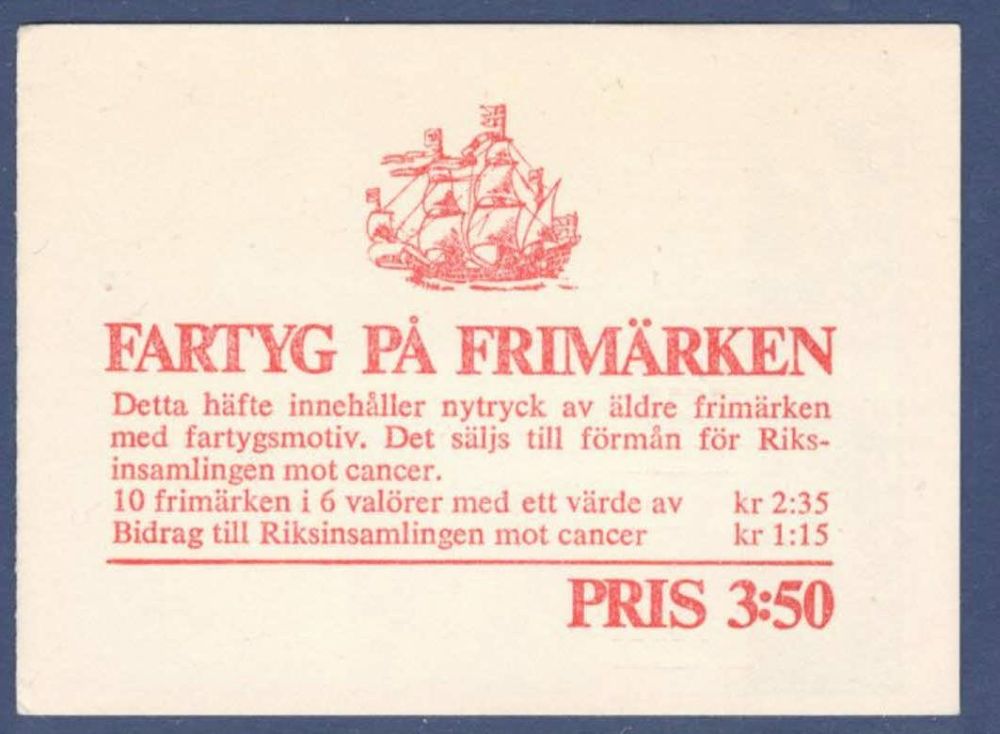 FARTYG PÅ FRIMÄRKEN
Detta häfte innehåller nytryck av äldre frimärken
med fartygsmotiv. Det säljs till förmån för Riks-
insamlingen mot cancer.
10 frimärken i 6 valörer med ett värde av kr 2:35
Bidrag till Riksinsamlingen mot cancer kr 1:15
PRIS 3:50